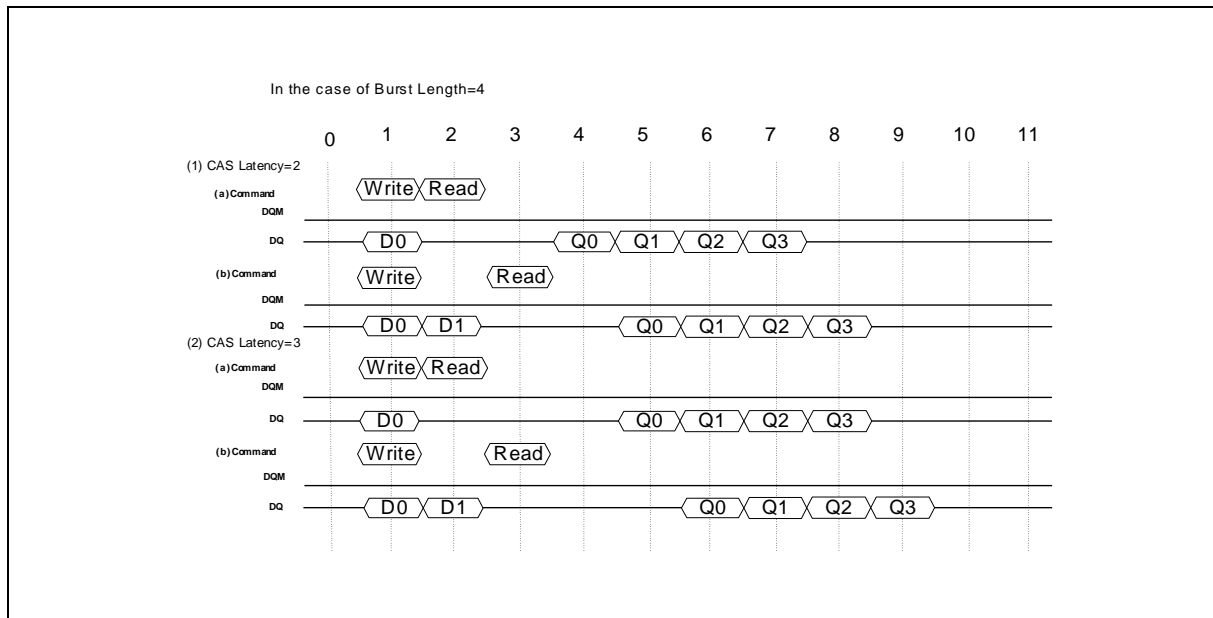 In the case of Burst Length=4
0 1 2 3 4 5 6 7 8 9 10 11
(1) CAS Latency=2
(a)Command Write Read
DQM
DQ D0 Q0 Q1 Q2 Q3
(b)Command Write Read
DQM
DQ D0 D1 Q0 Q1 Q2 Q3
(2) CAS Latency=3
(a)Command Write Read
DQM
DQ D0 Q0 Q1 Q2 Q3
(b)Command Write Read
DQM
DQ D0 D1 Q0 Q1 Q2 Q3